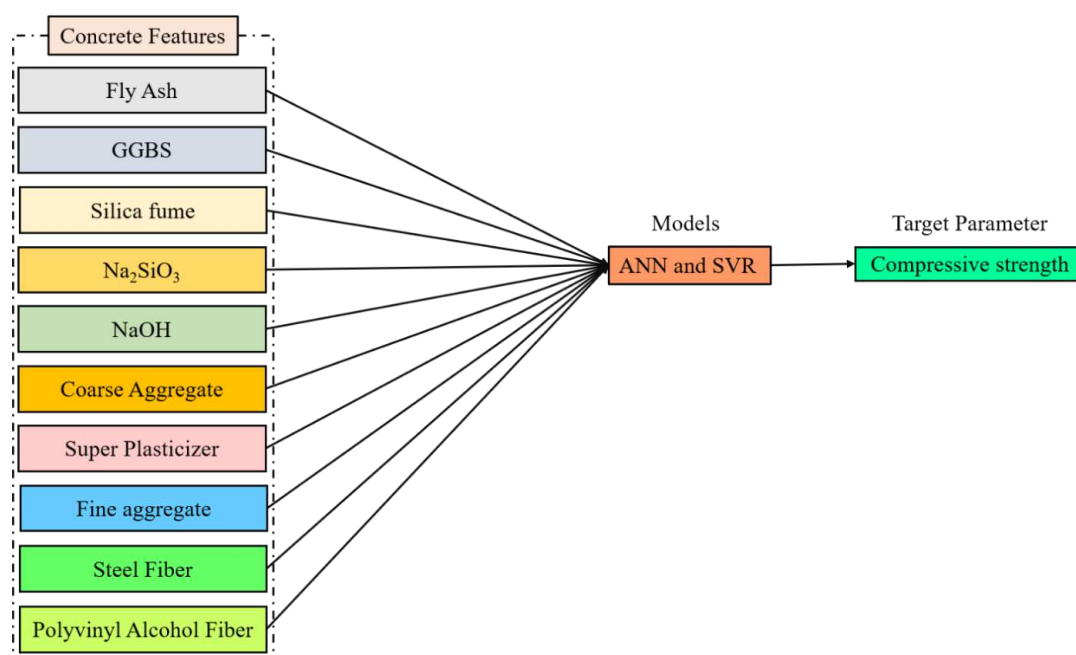 Concrete Features
Fly Ash
GGBS
Silica fume
Na₂SiO₃
NaOH
Coarse Aggregate
Super Plasticizer
Fine aggregate
Steel Fiber
Polyvinyl Alcohol Fiber
Models
ANN and SVR
Target Parameter
Compressive strength